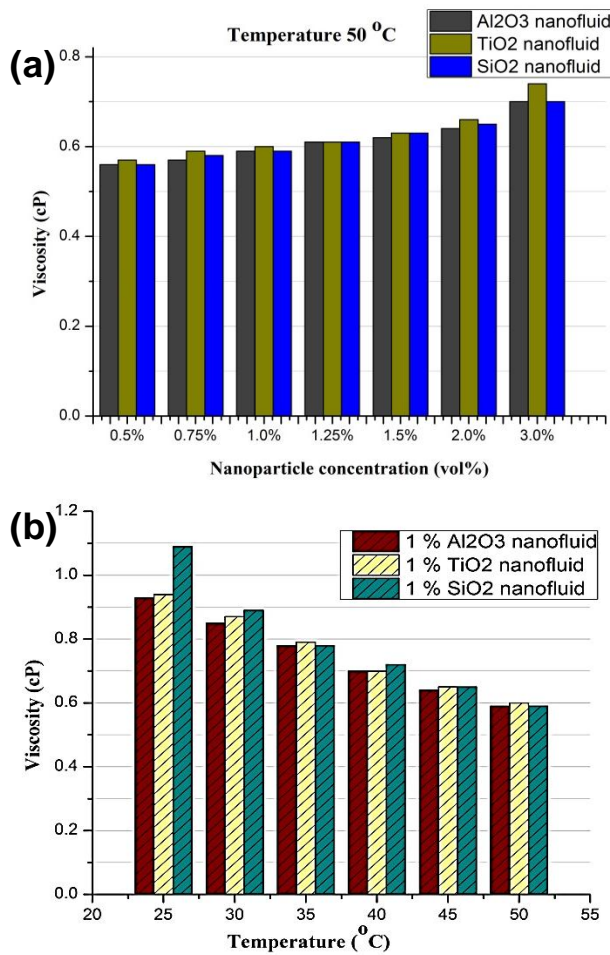 (a)
Temperature 50 °C
Al2O3 nanofluid
TiO2 nanofluid
SiO2 nanofluid
0.8
0.6
0.4
0.2
0.0
Viscosity (cP)
0.5% 0.75% 1.0% 1.25% 1.5% 2.0% 3.0%
Nanoparticle concentration (vol%)
(b)
1 % Al2O3 nanofluid
1 % TiO2 nanofluid
1 % SiO2 nanofluid
1.2
1.0
0.8
0.6
0.4
0.2
0.0
Viscosity (cP)
20 25 30 35 40 45 50 55
Temperature (°C)